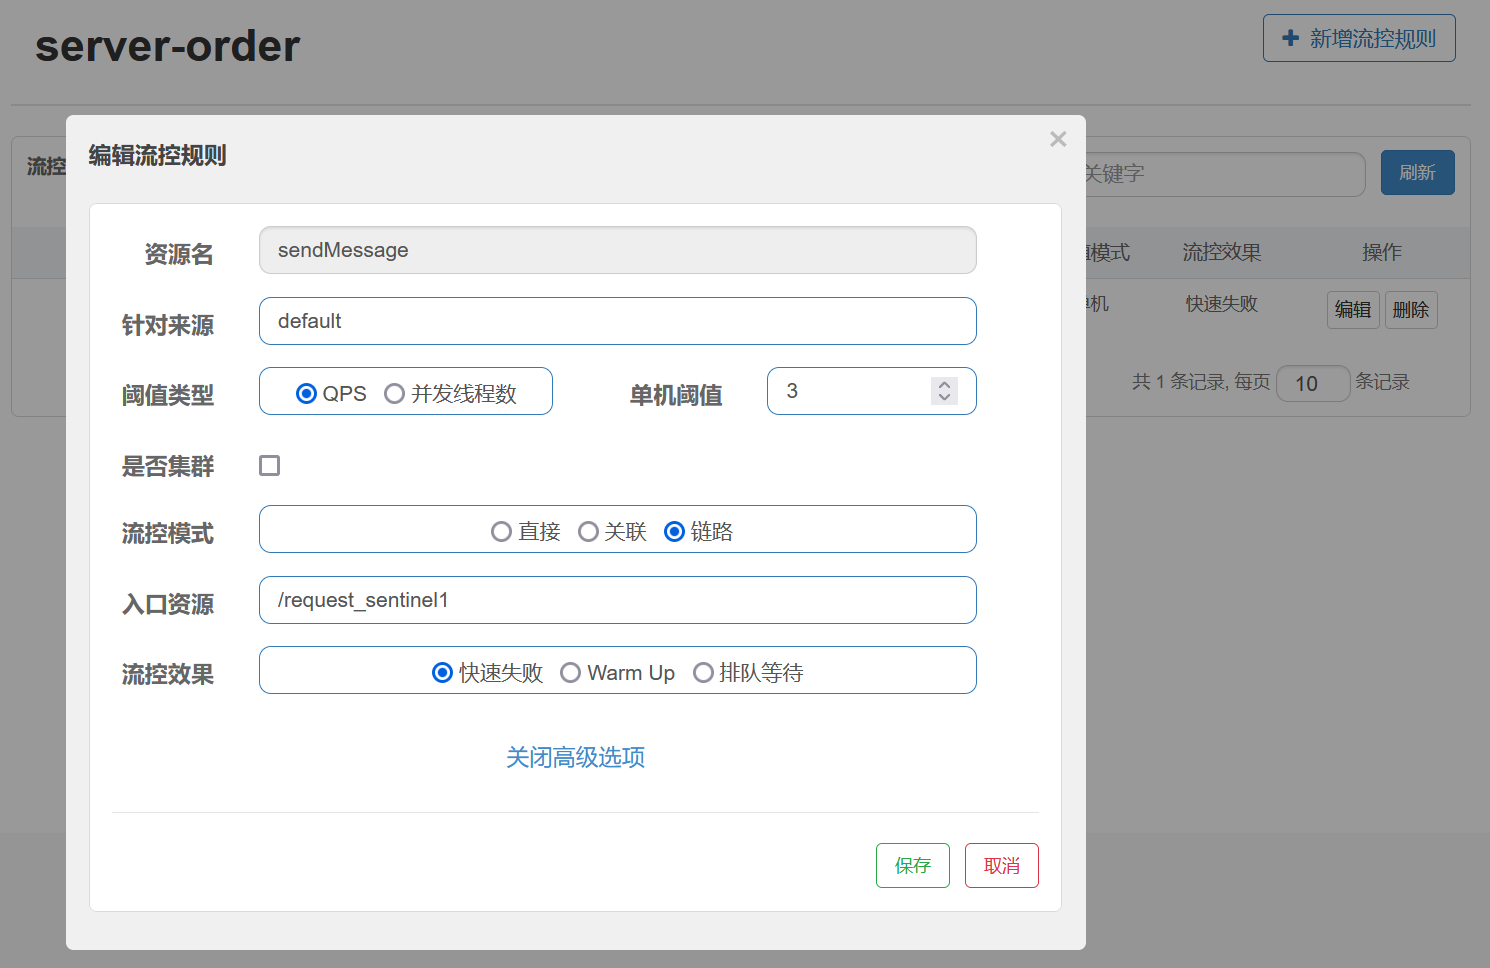 server-order
新增流控规则
编辑流控规则
×
流控
关键字
刷新
资源名
sendMessage
模式
流控效果
操作
针对来源
default
机
快速失败
编辑
删除
阈值类型
QPS
并发线程数
单机阈值
3
共 1 条记录, 每页
10
条记录
是否集群
流控模式
直接
关联
链路
入口资源
/request_sentinel1
流控效果
快速失败
Warm Up
排队等待
关闭高级选项
保存
取消